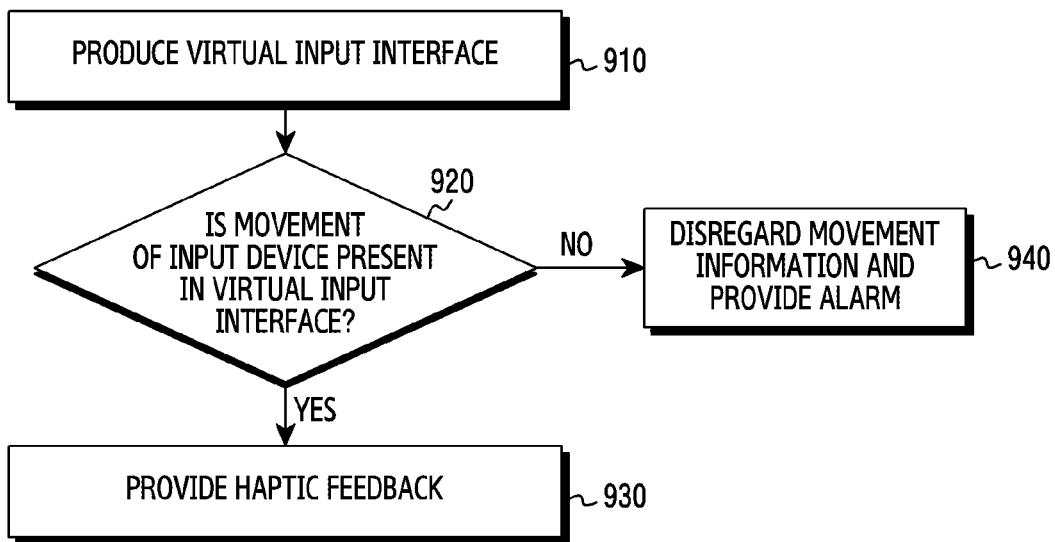 PRODUCE VIRTUAL INPUT INTERFACE
910
920
IS MOVEMENT
OF INPUT DEVICE PRESENT
IN VIRTUAL INPUT
INTERFACE?
NO
DISREGARD MOVEMENT
INFORMATION AND
PROVIDE ALARM
940
YES
PROVIDE HAPTIC FEEDBACK
930